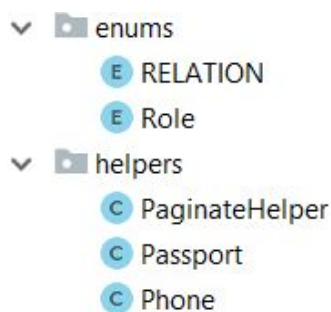 enums
E RELATION
E Role
helpers
C PaginateHelper
C Passport
C Phone